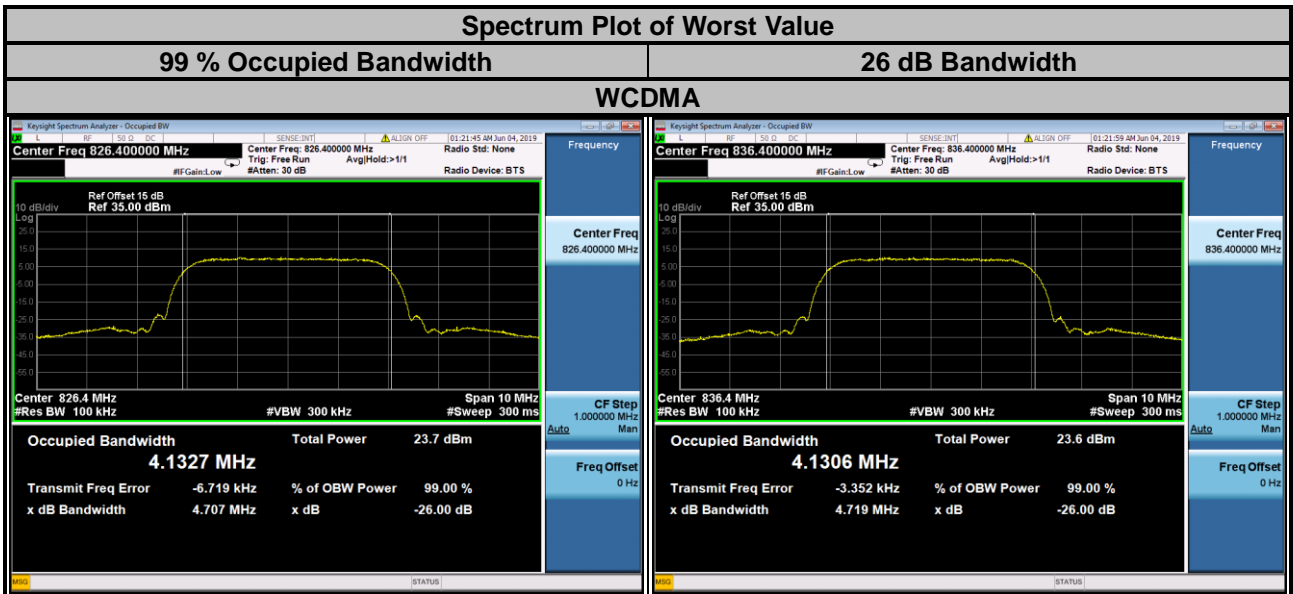 Spectrum Plot of Worst Value
99 % Occupied Bandwidth 26 dB Bandwidth
WCDMA
Keysight Spectrum Analyzer - Occupied BW
L RF 50 Ω DC SENSE:INT ALIGN OFF 01:21:45 AM Jun 04, 2019
Center Freq 826.400000 MHz
Center Freq: 826.400000 MHz Radio Std: None
Trig: Free Run Avg|Hold:>1/1
#IFGain:Low #Atten: 30 dB Radio Device: BTS
Ref Offset 15 dB
10 dB/div Ref 35.00 dBm
Log
25.0
15.0
5.00
-5.00
-15.0
-25.0
-35.0
-45.0
-55.0
Center 826.4 MHz Span 10 MHz
#Res BW 100 kHz #VBW 300 kHz #Sweep 300 ms
Occupied Bandwidth Total Power 23.7 dBm
4.1327 MHz
Transmit Freq Error -6.719 kHz % of OBW Power 99.00 %
x dB Bandwidth 4.707 MHz x dB -26.00 dB
MSG STATUS
Frequency
Center Freq
826.400000 MHz
CF Step
1.000000 MHz
Auto Man
Freq Offset
0 Hz
Keysight Spectrum Analyzer - Occupied BW
L RF 50 Ω DC SENSE:INT ALIGN OFF 01:21:59 AM Jun 04, 2019
Center Freq 836.400000 MHz
Center Freq: 836.400000 MHz Radio Std: None
Trig: Free Run Avg|Hold:>1/1
#IFGain:Low #Atten: 30 dB Radio Device: BTS
Ref Offset 15 dB
10 dB/div Ref 35.00 dBm
Log
25.0
15.0
5.00
-5.00
-15.0
-25.0
-35.0
-45.0
-55.0
Center 836.4 MHz Span 10 MHz
#Res BW 100 kHz #VBW 300 kHz #Sweep 300 ms
Occupied Bandwidth Total Power 23.6 dBm
4.1306 MHz
Transmit Freq Error -3.352 kHz % of OBW Power 99.00 %
x dB Bandwidth 4.719 MHz x dB -26.00 dB
MSG STATUS
Frequency
Center Freq
836.400000 MHz
CF Step
1.000000 MHz
Auto Man
Freq Offset
0 Hz